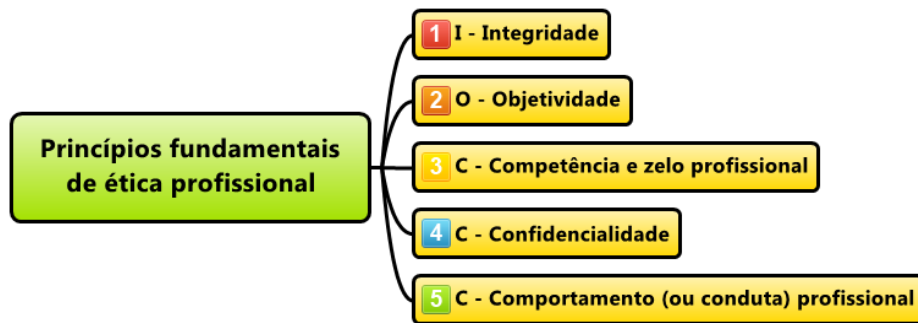 Princípios fundamentais
de ética profissional
1 I - Integridade
2 O - Objetividade
3 C - Competência e zelo profissional
4 C - Confidencialidade
5 C - Comportamento (ou conduta) profissional